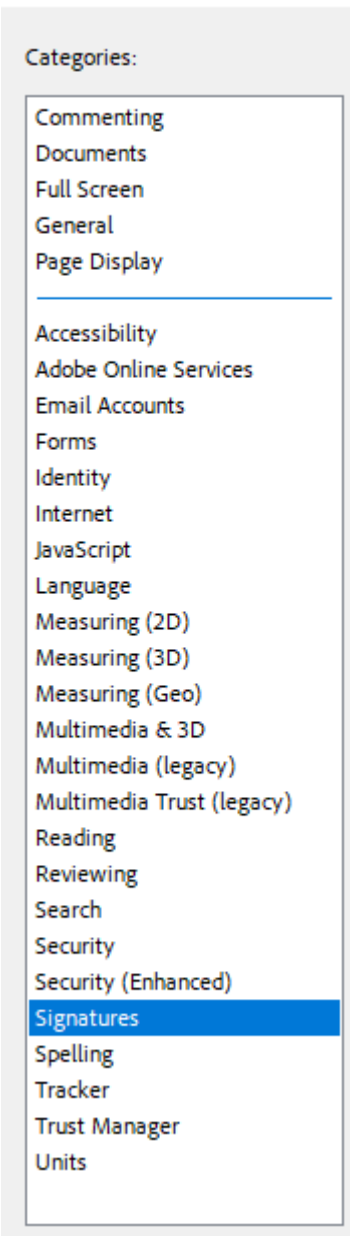 Categories:
Commenting
Documents
Full Screen
General
Page Display
Accessibility
Adobe Online Services
Email Accounts
Forms
Identity
Internet
JavaScript
Language
Measuring (2D)
Measuring (3D)
Measuring (Geo)
Multimedia & 3D
Multimedia (legacy)
Multimedia Trust (legacy)
Reading
Reviewing
Search
Security
Security (Enhanced)
Signatures
Spelling
Tracker
Trust Manager
Units